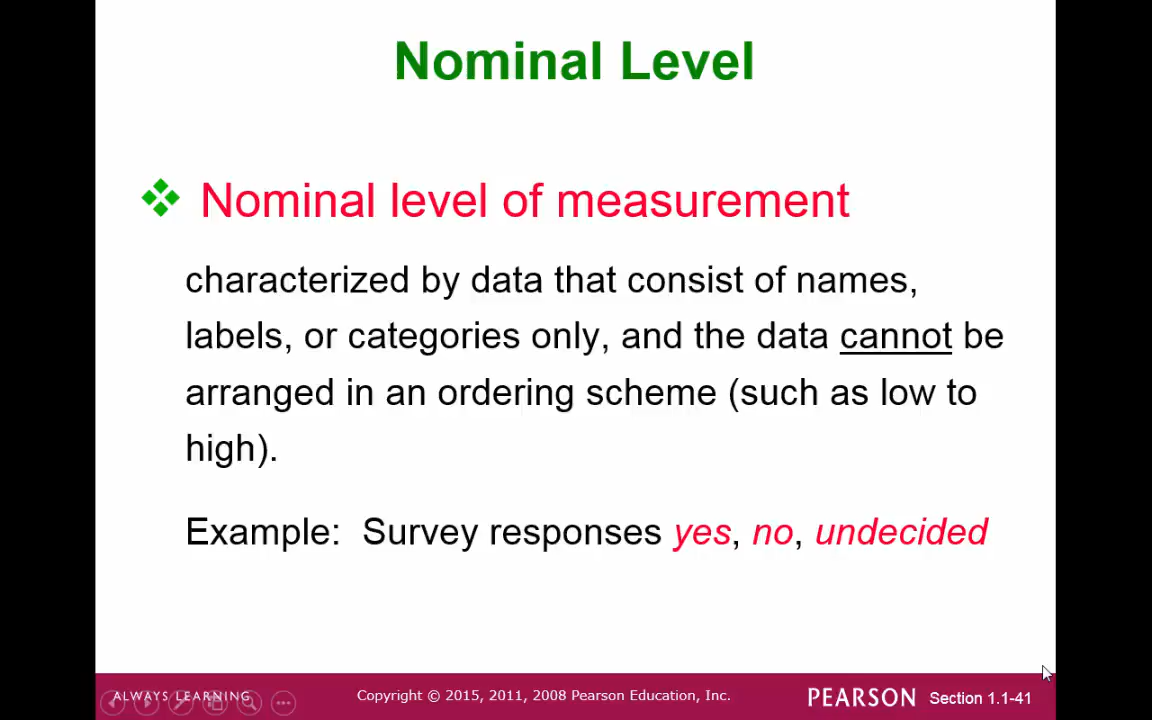 Nominal Level
Nominal level of measurement
characterized by data that consist of names,
labels, or categories only, and the data cannot be
arranged in an ordering scheme (such as low to
high).
Example: Survey responses yes, no, undecided
ALWAYS LEARNING
Copyright © 2015, 2011, 2008 Pearson Education, Inc.
PEARSON
Section 1.1-41